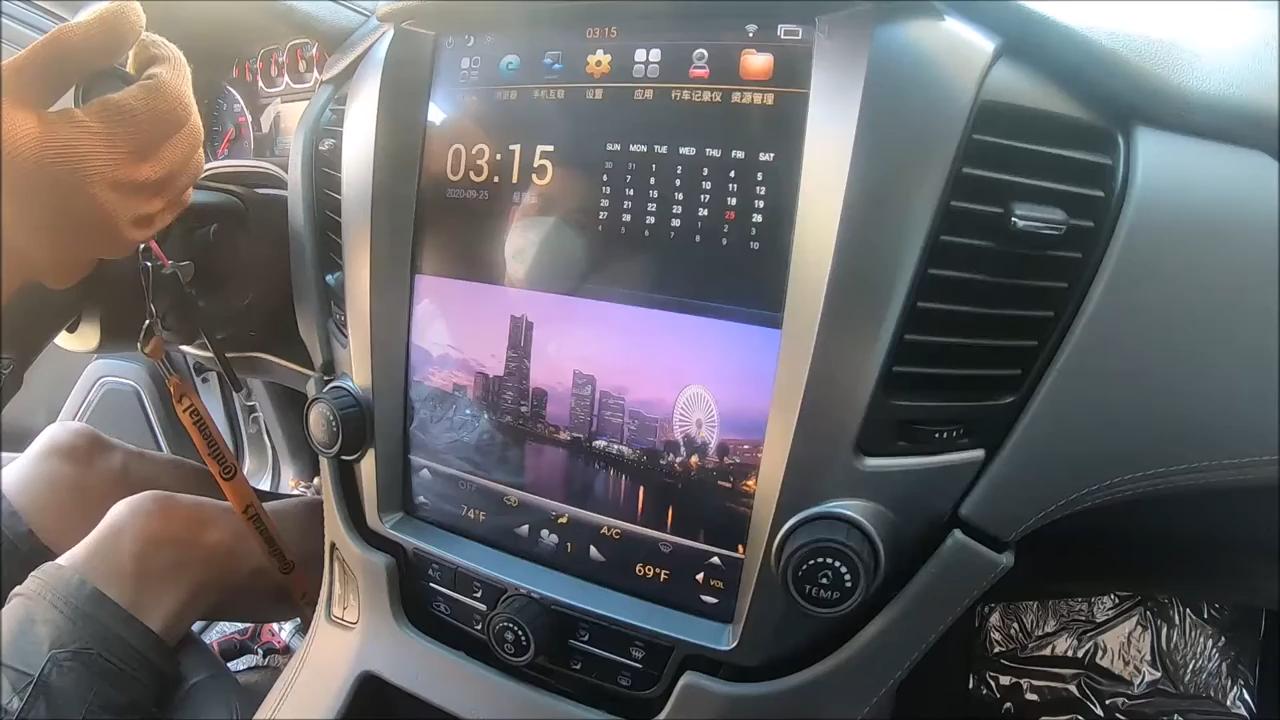 03:15
浏览器 手机互联 设置 应用 行车记录仪 资源管理
03:15
2020-09-25
SUN MON TUE WED THU FRI SAT
30 31 1 2 3 4 5
6 7 8 9 10 11 12
13 14 15 16 17 18 19
20 21 22 23 24 25 26
27 28 29 30 1 2 3
4 5 6 7 8 9 10
OFF
A/C
74°F
1
69°F
VOL
A/C
TEMP
Continental
Continental